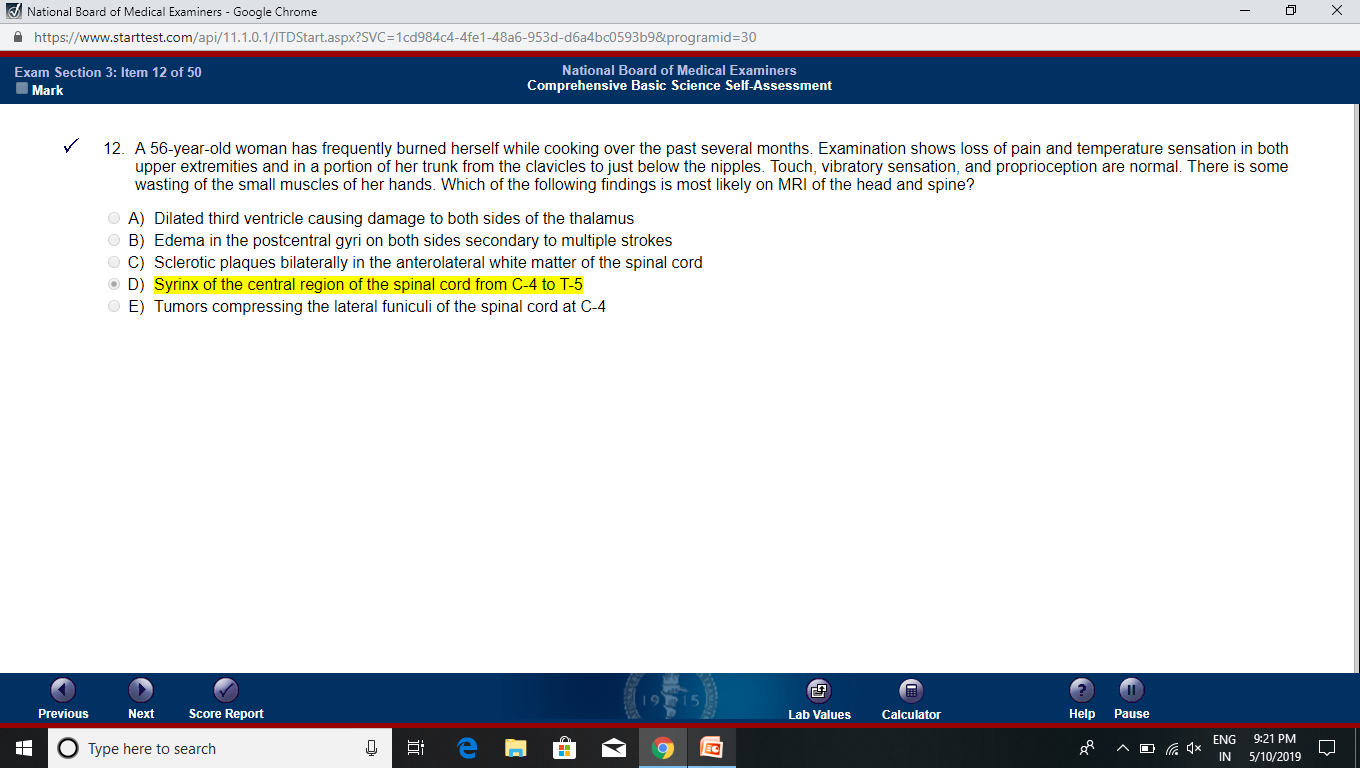 National Board of Medical Examiners - Google Chrome
https://www.starttest.com/api/11.1.0.1/ITDStart.aspx?SVC=1cd984c4-4fe1-48a6-953d-d6a4bc0593b9&programid=30
Exam Section 3: Item 12 of 50
National Board of Medical Examiners
Mark
Comprehensive Basic Science Self-Assessment
12. A 56-year-old woman has frequently burned herself while cooking over the past several months. Examination shows loss of pain and temperature sensation in both
upper extremities and in a portion of her trunk from the clavicles to just below the nipples. Touch, vibratory sensation, and proprioception are normal. There is some
wasting of the small muscles of her hands. Which of the following findings is most likely on MRI of the head and spine?
A) Dilated third ventricle causing damage to both sides of the thalamus
B) Edema in the postcentral gyri on both sides secondary to multiple strokes
C) Sclerotic plaques bilaterally in the anterolateral white matter of the spinal cord
D) Syrinx of the central region of the spinal cord from C-4 to T-5
E) Tumors compressing the lateral funiculi of the spinal cord at C-4
1915
Previous Next Score Report Lab Values Calculator Help Pause
Type here to search
ENG 9:21 PM
IN 5/10/2019